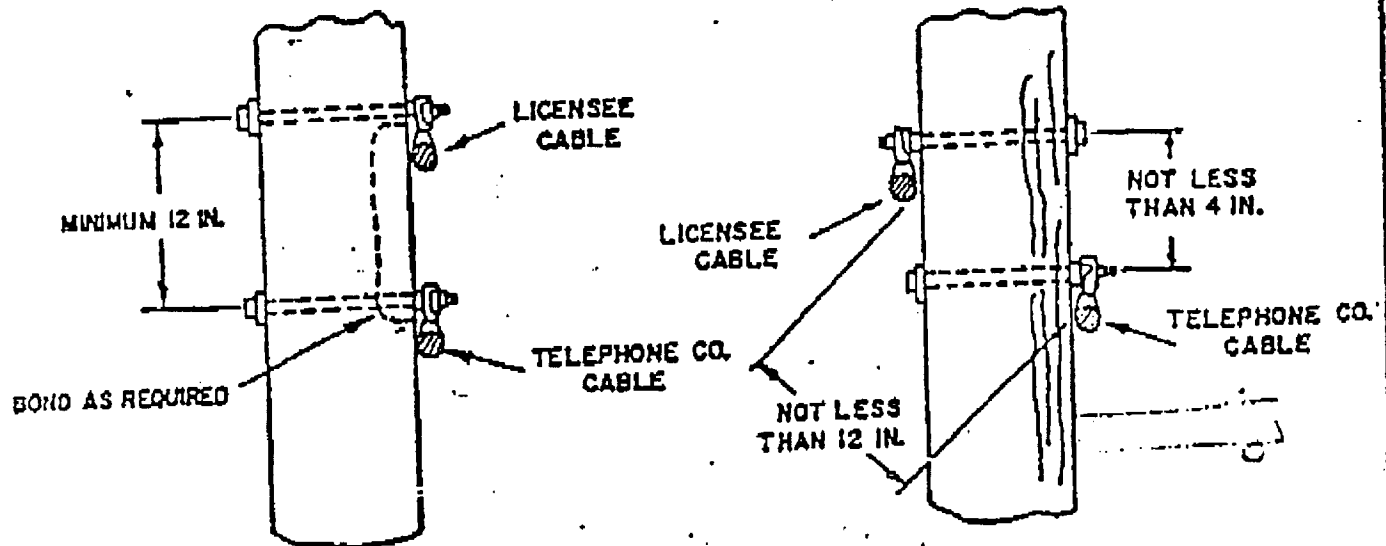 LICENSEE
CABLE
MINIMUM 12 IN.
TELEPHONE CO.
CABLE
BOND AS REQUIRED
LICENSEE
CABLE
NOT LESS
THAN 4 IN.
TELEPHONE CO.
CABLE
NOT LESS
THAN 12 IN.